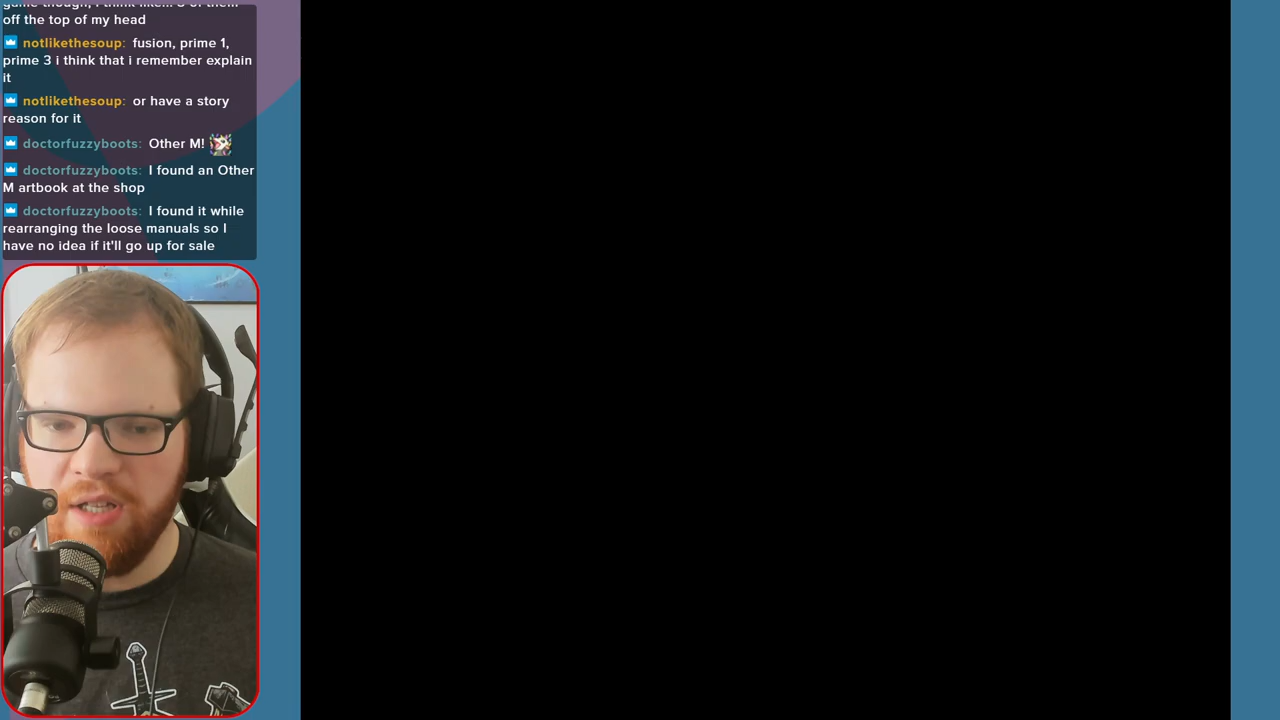 off the top of my head
notlikethesoup: fusion, prime 1,
prime 3 i think that i remember explain
it
notlikethesoup: or have a story
reason for it
doctorfuzzyboots: Other M!
doctorfuzzyboots: I found an Other
M artbook at the shop
doctorfuzzyboots: I found it while
rearranging the loose manuals so I
have no idea if it'll go up for sale